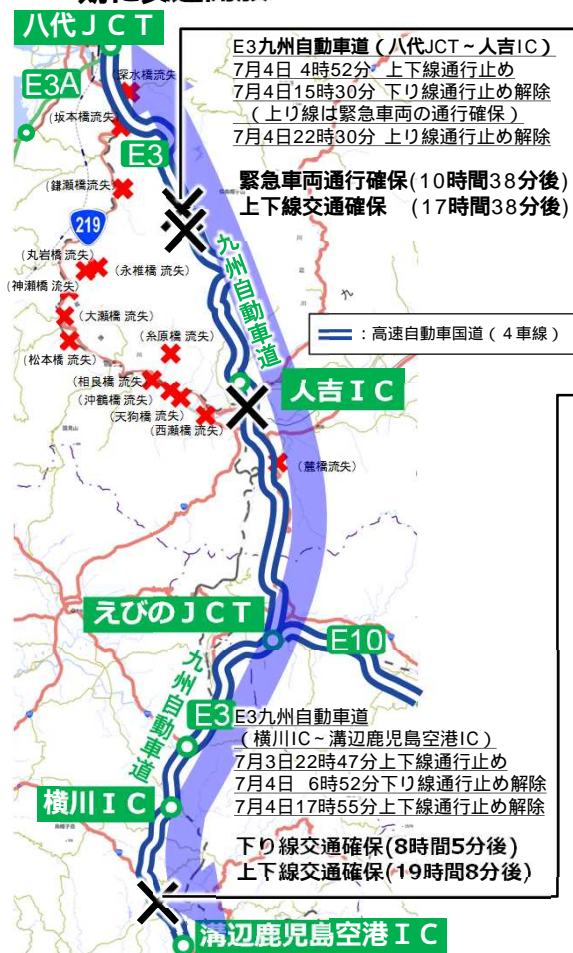 八代ＪＣＴ
E3九州自動車道（八代JCT～人吉IC）
7月4日 4時52分 上下線通行止め
7月4日15時30分 下り線通行止め解除
（上り線は緊急車両の通行確保）
7月4日22時30分 上り線通行止め解除
緊急車両通行確保(10時間38分後)
上下線交通確保 (17時間38分後)
E3A
(深水橋流失)
(坂本橋流失)
E3
(鎌瀬橋流失)
219
(丸岩橋 流失)
(永椎橋 流失)
(神瀬橋 流失)
(大瀬橋 流失)
(松本橋 流失)
(糸原橋 流失)
九州自動車道
：高速自動車国道（４車線）
(相良橋 流失)
(沖鶴橋 流失)
(天狗橋 流失)
(西瀬橋 流失)
人吉ＩＣ
(麓橋流失)
えびのＪＣＴ
E10
九州自動車道
E3
E3九州自動車道
（横川IC～溝辺鹿児島空港IC）
7月3日22時47分上下線通行止め
7月4日 6時52分下り線通行止め解除
7月4日17時55分上下線通行止め解除
横川ＩＣ
下り線交通確保(8時間5分後)
上下線交通確保(19時間8分後)
溝辺鹿児島空港ＩＣ